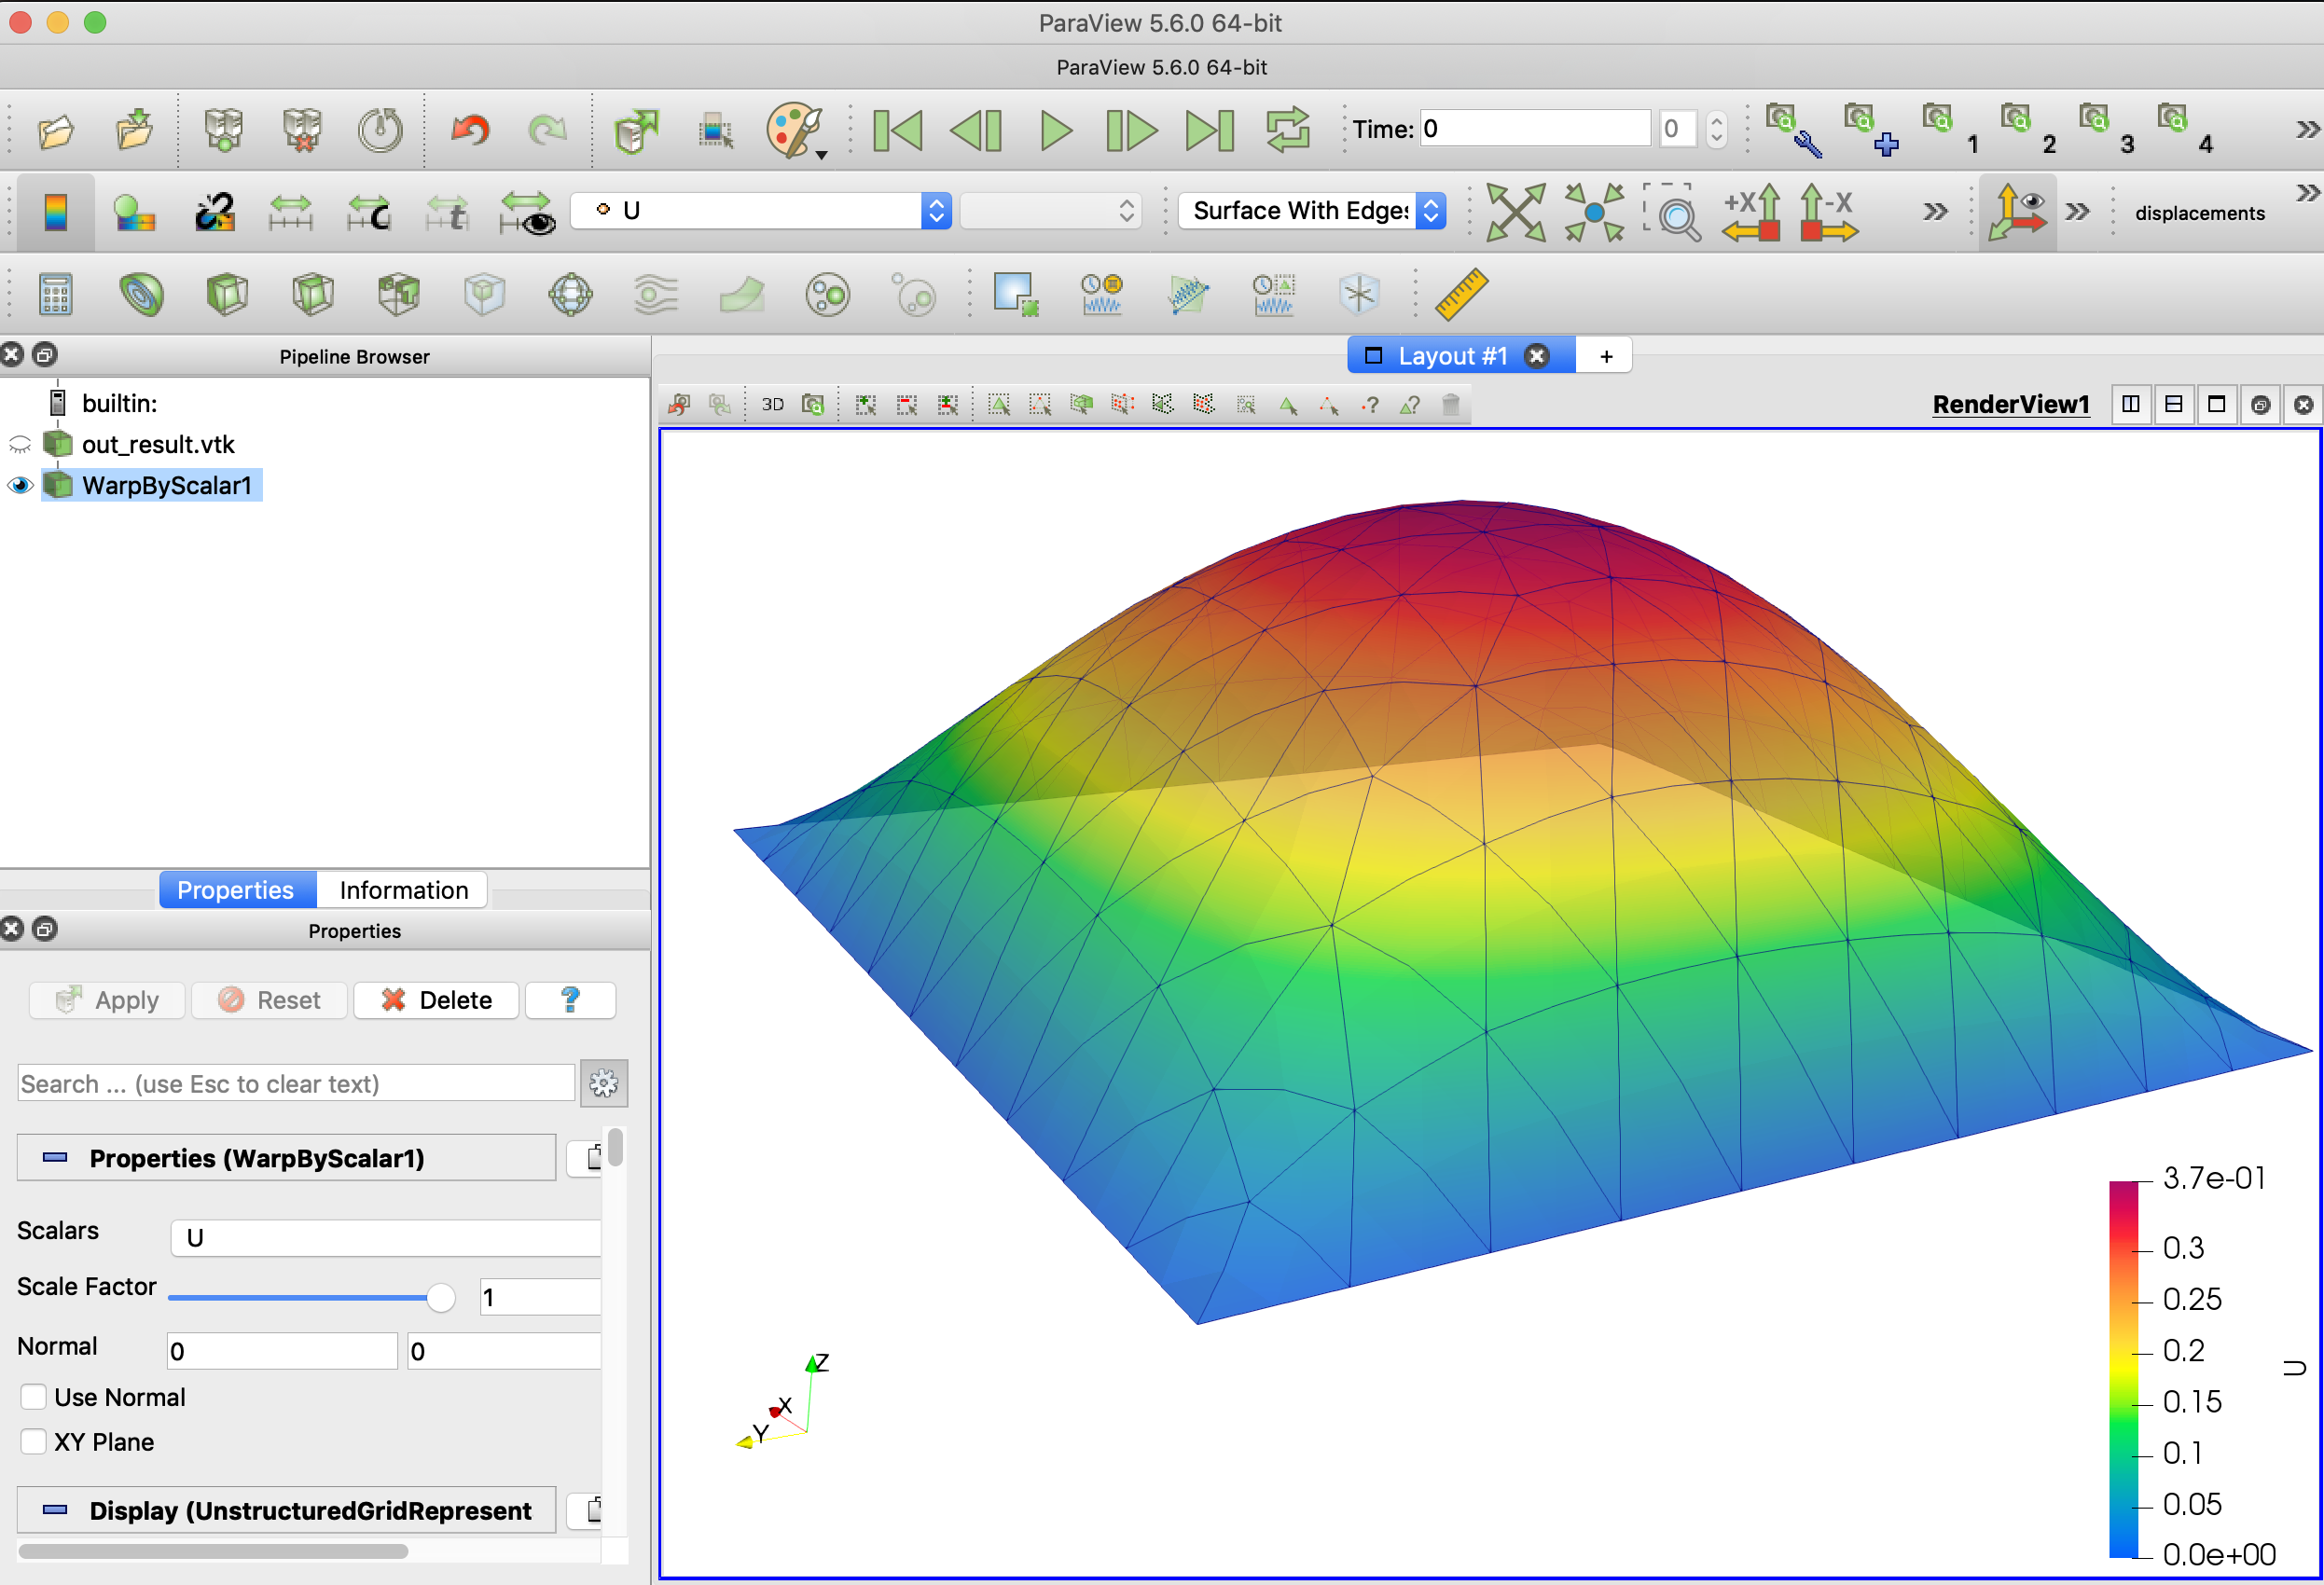 ParaView 5.6.0 64-bit
ParaView 5.6.0 64-bit
Time: 0 0 1 2 3 4
U Surface With Edges +X -X displacements
Pipeline Browser
Layout #1 +
builtin:
out_result.vtk
WarpByScalar1
3D RenderView1
Properties Information
Properties
Apply Reset Delete ?
Search ... (use Esc to clear text)
Properties (WarpByScalar1)
Scalars U
Scale Factor 1
Normal 0 0
Use Normal
XY Plane
Display (UnstructuredGridRepresent
Z
X
Y
3.7e-01
0.3
0.25
0.2
0.15
0.1
0.05
0.0e+00
U